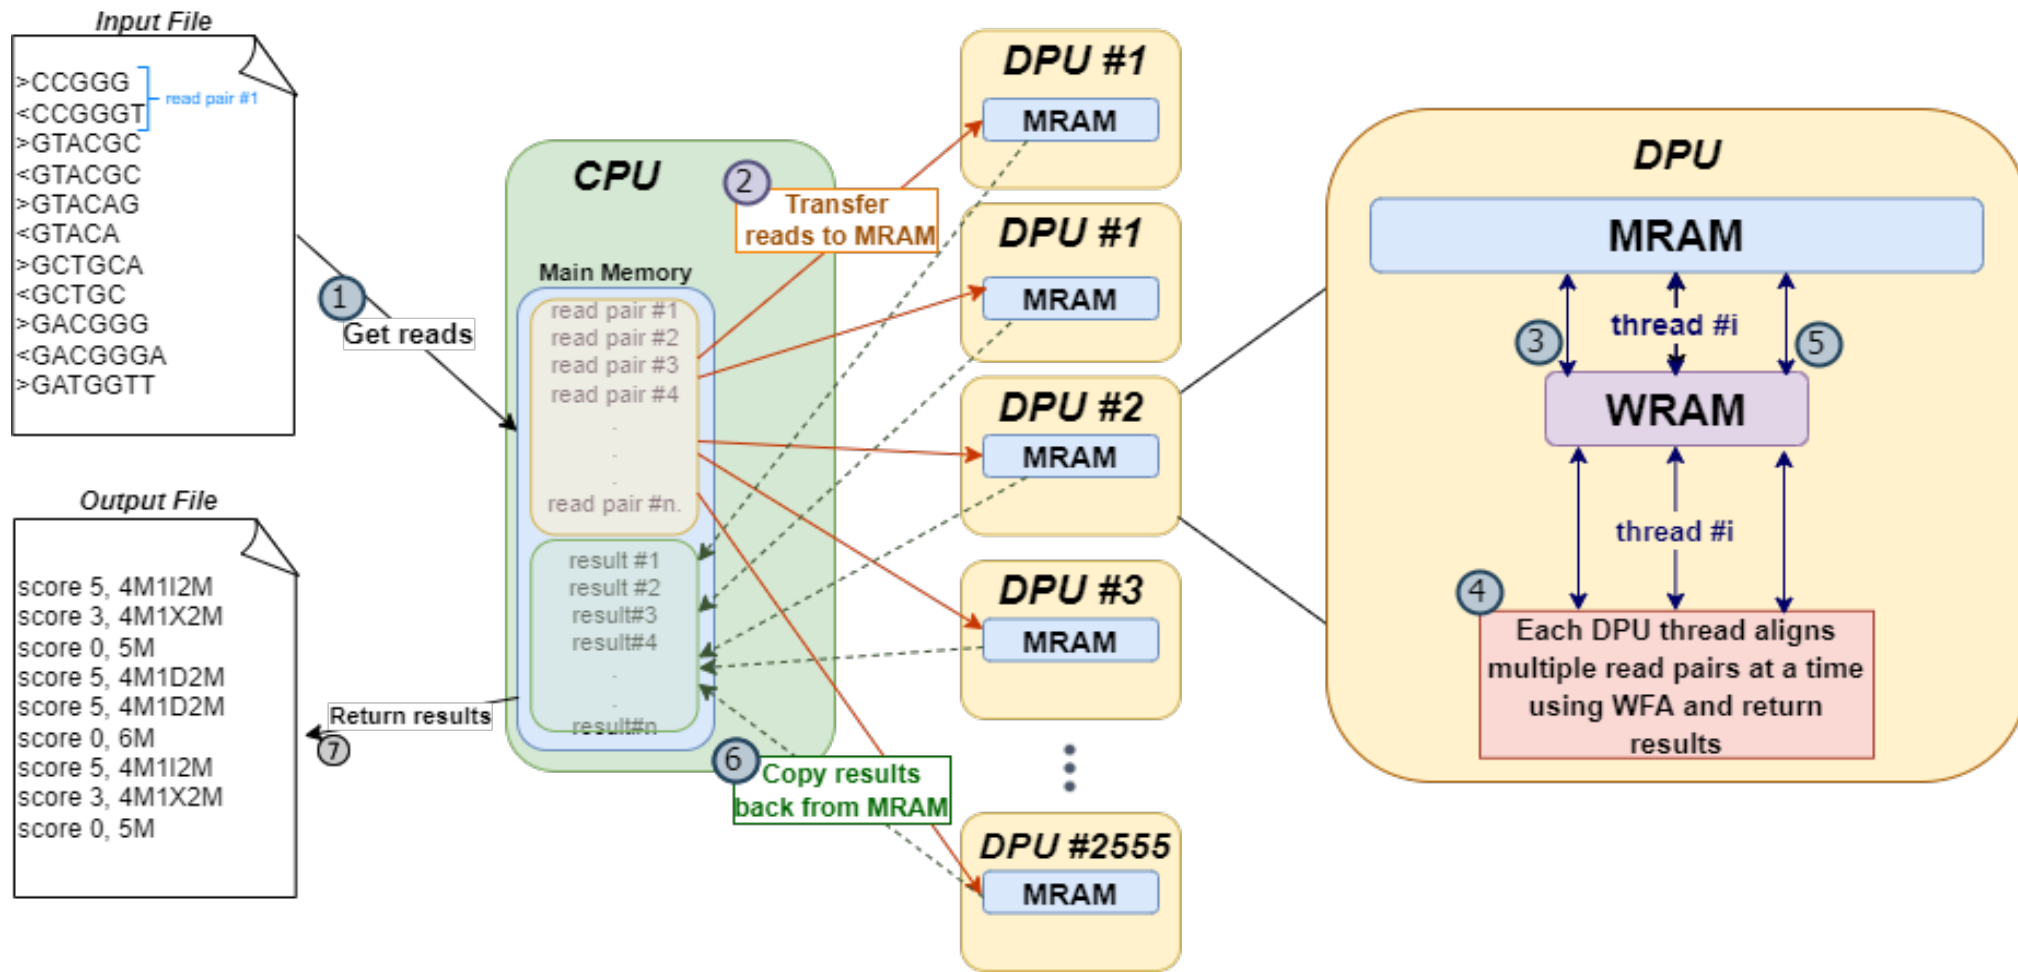 Input File
>CCGGG
<CCGGGT
read pair #1
>GTACGC
<GTACGC
>GTACAG
<GTACA
>GCTGCA
<GCTGC
>GACGGG
<GACGGGA
>GATGGTT
1
Get reads
Output File
score 5, 4M1I2M
score 3, 4M1X2M
score 0, 5M
score 5, 4M1D2M
score 5, 4M1D2M
score 0, 6M
score 5, 4M1I2M
score 3, 4M1X2M
score 0, 5M
Return results
7
CPU
2
Transfer
reads to MRAM
Main Memory
read pair #1
read pair #2
read pair #3
read pair #4
.
.
.
read pair #n.
result #1
result #2
result#3
result#4
.
.
result#n
6
Copy results
back from MRAM
DPU #1
MRAM
DPU #1
MRAM
DPU #2
MRAM
DPU #3
MRAM
DPU #2555
MRAM
DPU
MRAM
3
thread #i
5
WRAM
thread #i
4
Each DPU thread aligns
multiple read pairs at a time
using WFA and return
results